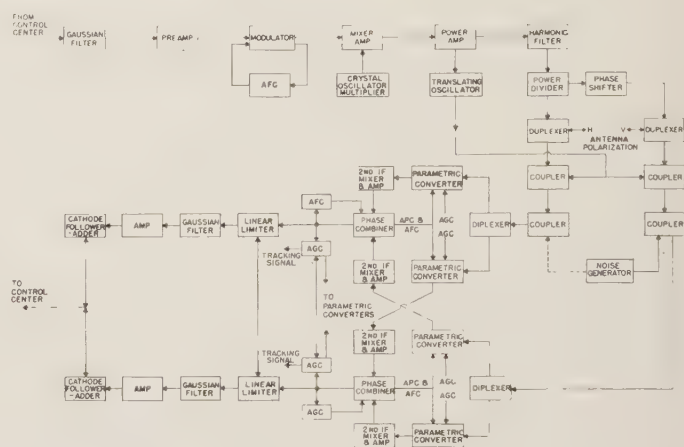 FROM
CONTROL
CENTER
GAUSSIAN
FILTER
PREAMP
MODULATOR
AFC
MIXER
AMP
CRYSTAL
OSCILLATOR
MULTIPLIER
POWER
AMP
TRANSLATING
OSCILLATOR
HARMONIC
FILTER
POWER
DIVIDER
PHASE
SHIFTER
DUPLEXER
H V
ANTENNA
POLARIZATION
DUPLEXER
COUPLER
COUPLER
2ND IF
MIXER
& AMP
PARAMETRIC
CONVERTER
AFC
CATHODE
FOLLOWER
-ADDER
AMP
GAUSSIAN
FILTER
LINEAR
LIMITER
PHASE
COMBINER
APC &
AFC
AGC
AGC
DIPLEXER
COUPLER
COUPLER
TRACKING
SIGNAL
AGC
2ND IF
MIXER
& AMP
PARAMETRIC
CONVERTER
NOISE
GENERATOR
TO
CONTROL
CENTER
TO
PARAMETRIC
CONVERTERS
2ND IF
MIXER
& AMP
PARAMETRIC
CONVERTER
TRACKING
SIGNAL
AGC
CATHODE
FOLLOWER
-ADDER
AMP
GAUSSIAN
FILTER
LINEAR
LIMITER
PHASE
COMBINER
APC &
AFC
AGC
AGC
DIPLEXER
AGC
2ND IF
MIXER
& AMP
PARAMETRIC
CONVERTER